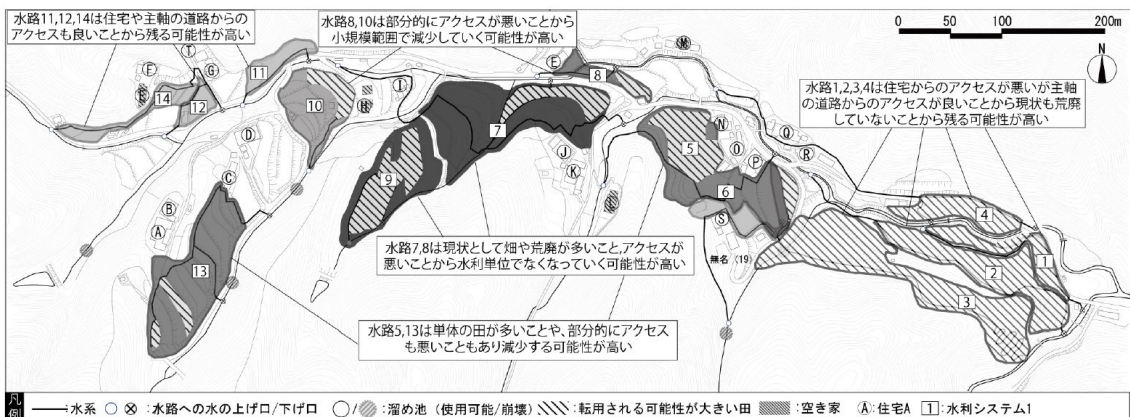 水路11,12,14は住宅や主軸の道路からの
アクセスも良いことから残る可能性が高い
水路8,10は部分的にアクセスが悪いことから
小規模範囲で減少していく可能性が高い
0 50 100 200m
N
水路1,2,3,4は住宅からのアクセスが悪いが主軸
の道路からのアクセスが良いことから現状も荒廃
していないことから残る可能性が高い
T
F
G
11
14
12
10
I
H
E
8
M
7
D
C
B
A
13
9
J
K
5
N
O
P
Q
R
6
S
無名(19)
4
1
2
3
水路7,8は現状として畑や荒廃が多いこと,アクセスが
悪いことから水利単位でなくなっていく可能性が高い
水路5,13は単体の田が多いことや、部分的にアクセス
も悪いこともあり減少する可能性が高い
凡例
:水系 :水路への水の上げ口/下げ口 / :溜め池(使用可能/崩壊) :転用される可能性が大きい田 :空き家 A:住宅A 1:水利システム1